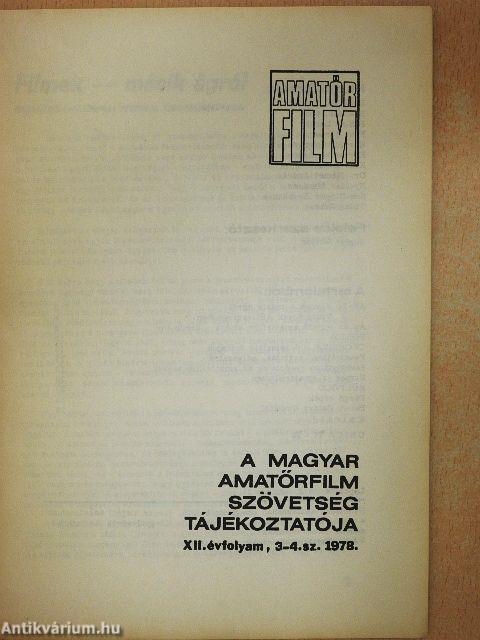 AMATŐR
FILM
A MAGYAR
AMATŐRFILM
SZÖVETSÉG
TÁJÉKOZTATÓJA
XII.évfolyam, 3-4.sz. 1978.
Antikvárium.hu